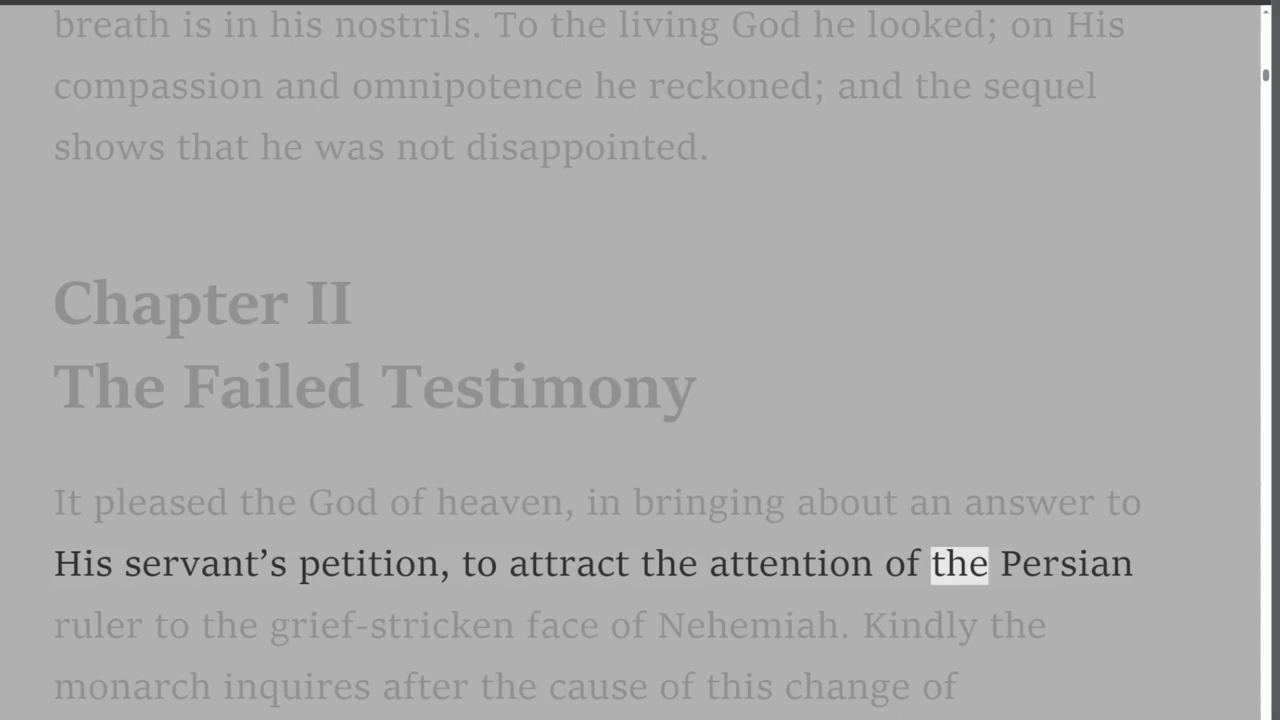 breath is in his nostrils. To the living God he looked; on His
compassion and omnipotence he reckoned; and the sequel
shows that he was not disappointed.
Chapter II
The Failed Testimony
It pleased the God of heaven, in bringing about an answer to
His servant’s petition, to attract the attention of the Persian
ruler to the grief-stricken face of Nehemiah. Kindly the
monarch inquires after the cause of this change of